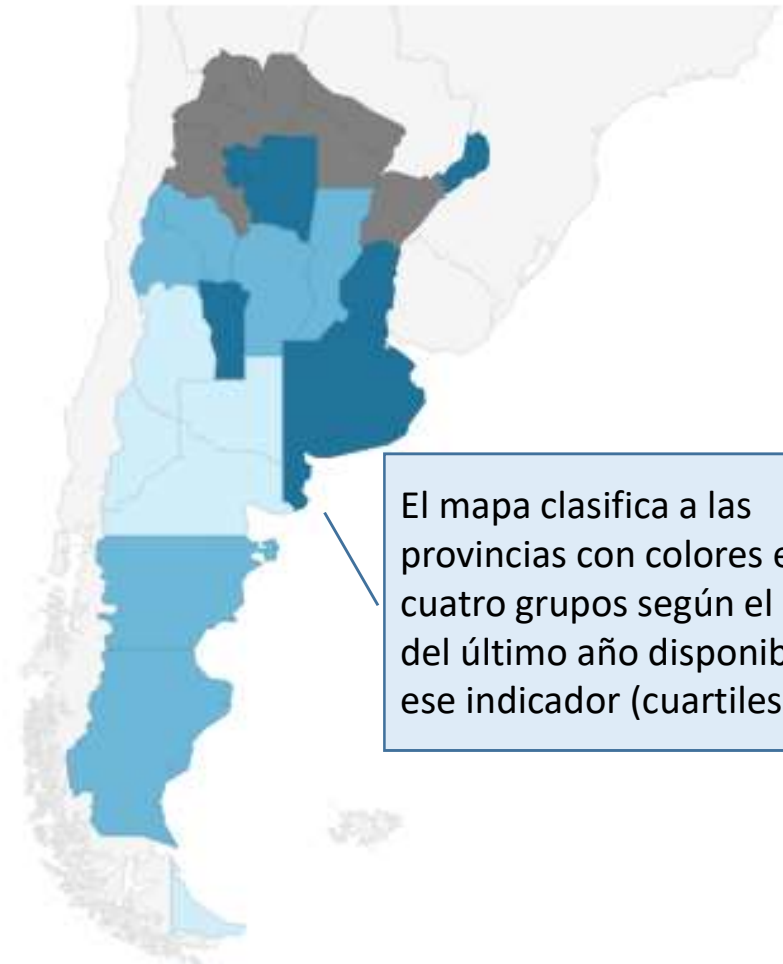 El mapa clasifica a las
provincias con colores e
cuatro grupos según el
del último año disponib
ese indicador (cuartiles